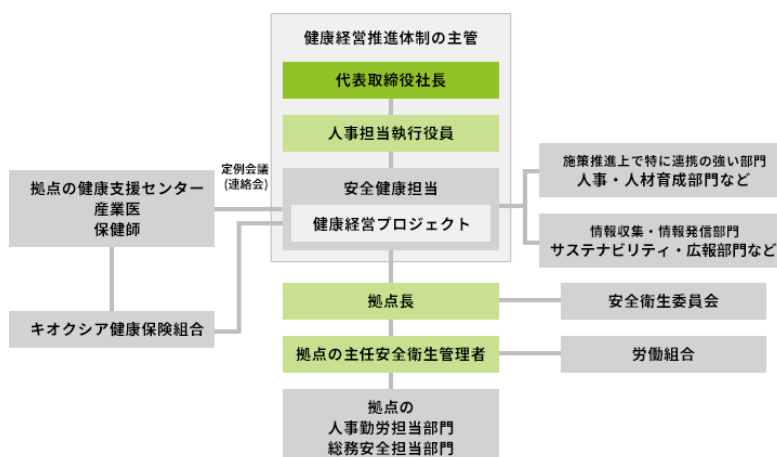 健康経営推進体制の主管
代表取締役社長
人事担当執行役員
定例会議
(連絡会)
安全健康担当
健康経営プロジェクト
拠点の健康支援センター
産業医
保健師
キオクシア健康保険組合
施策推進上で特に連携の強い部門
人事・人材育成部門など
情報収集・情報発信部門
サステナビリティ・広報部門など
拠点長
安全衛生委員会
拠点の主任安全衛生管理者
労働組合
拠点の
人事勤労担当部門
総務安全担当部門